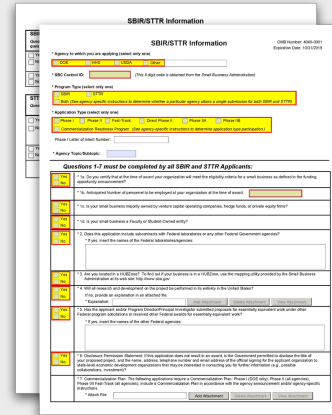 SBIR/STTR Information
SBIR/STTR Information
OMB Number: 4040-0001
Expiration Date: 10/31/2019
* Agency to which you are applying (select only one)
DOE HHS USDA Other:
* SBC Control ID: (This 9 digit code is obtained from the Small Business Administration)
* Program Type (select only one)
SBIR STTR
Both (See agency-specific instructions to determine whether a particular agency allows a single submission for both SBIR and STTR)
* Application Type (select only one)
Phase I Phase II Fast-Track Direct Phase II Phase IIA Phase IIB
Commercialization Readiness Program (See agency-specific instructions to determine application type participation.)
Phase I Letter of Intent Number:
* Agency Topic/Subtopic:
Questions 1-7 must be completed by all SBIR and STTR Applicants:
Yes
No
* 1a. Do you certify that at the time of award your organization will meet the eligibility criteria for a small business as defined in the funding
opportunity announcement?
* 1b. Anticipated Number of personnel to be employed at your organization at the time of award.
Yes
No
* 1c. Is your small business majority owned by venture capital operating companies, hedge funds, or private equity firms?
Yes
No
* 1d. Is your small business a Faculty or Student-Owned entity?
Yes
No
* 2. Does this application include subcontracts with Federal laboratories or any other Federal Government agencies?
* If yes, insert the names of the Federal laboratories/agencies:
Yes
No
* 3. Are you located in a HUBZone? To find out if your business is in a HUBZone, use the mapping utility provided by the Small Business
Administration at its web site: http://www.sba.gov
Yes
No
* 4. Will all research and development on the project be performed in its entirety in the United States?
If no, provide an explanation in an attached file.
* Explanation: Add Attachment Delete Attachment View Attachment
Yes
No
* 5. Has the applicant and/or Program Director/Principal Investigator submitted proposals for essentially equivalent work under other
Federal program solicitations or received other Federal awards for essentially equivalent work?
* If yes, insert the names of the other Federal agencies:
Yes
No
* 6. Disclosure Permission Statement: If this application does not result in an award, is the Government permitted to disclose the title of
your proposed project, and the name, address, telephone number and email address of the official signing for the applicant organization to
state-level economic development organizations that may be interested in contacting you for further information (e.g., possible
collaborations, investment)?
* 7. Commercialization Plan: The following applications require a Commercialization Plan: Phase I (DOE only), Phase II (all agencies),
Phase I/II Fast-Track (all agencies). Include a Commercialization Plan in accordance with the agency announcement and/or agency-specific
instructions.
* Attach File: Add Attachment Delete Attachment View Attachment